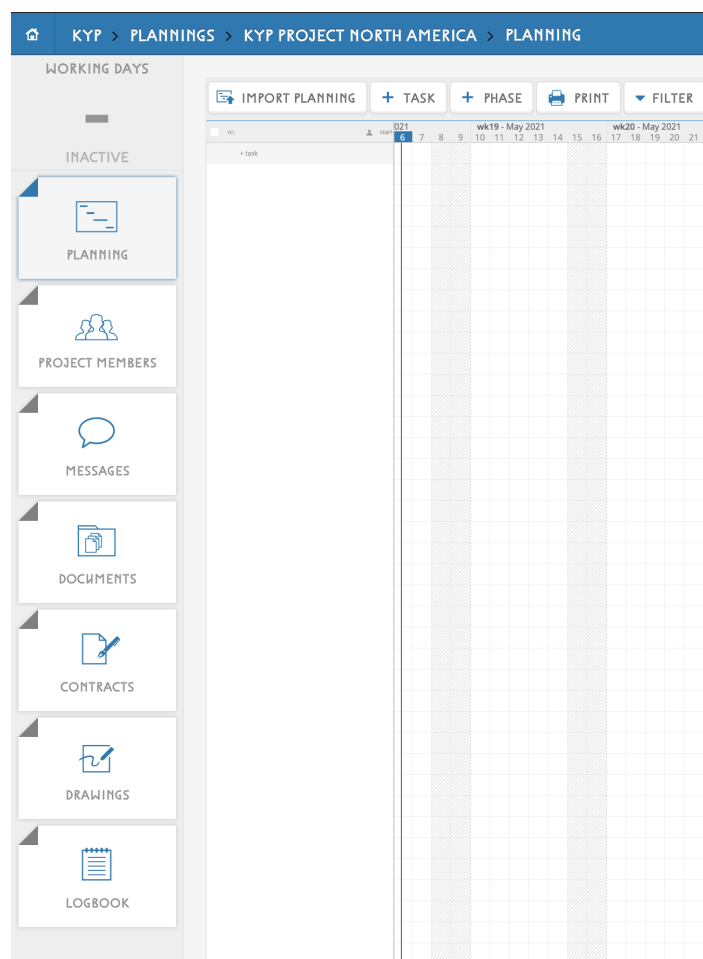 KYP > PLANNINGS > KYP PROJECT NORTH AMERICA > PLANNING
WORKING DAYS
-
INACTIVE
IMPORT PLANNING + TASK + PHASE PRINT FILTER
nr. start
021 wk19 - May 2021 wk20 - May 2021
6 7 8 9 10 11 12 13 14 15 16 17 18 19 20 21
+ task
PLANNING
PROJECT MEMBERS
MESSAGES
DOCUMENTS
CONTRACTS
DRAWINGS
LOGBOOK